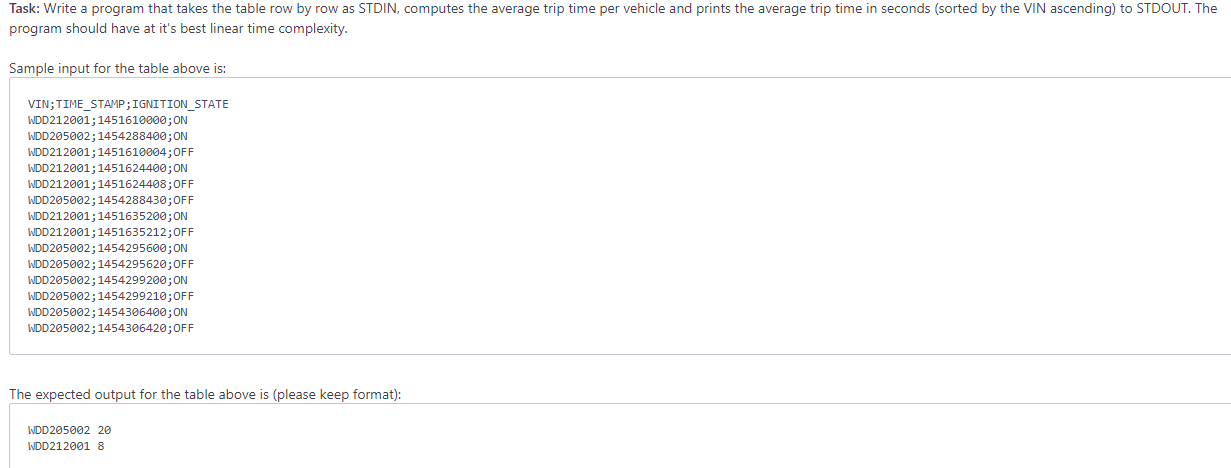 Task: Write a program that takes the table row by row as STDIN, computes the average trip time per vehicle and prints the average trip time in seconds (sorted by the VIN ascending) to STDOUT. The
program should have at it's best linear time complexity.
Sample input for the table above is:
VIN;TIME_STAMP;IGNITION_STATE
WDD212001;1451610000;ON
WDD205002;1454288400;ON
WDD212001;1451610004;OFF
WDD212001;1451624400;ON
WDD212001;1451624408;OFF
WDD205002;1454288430;OFF
WDD212001;1451635200;ON
WDD212001;1451635212;OFF
WDD205002;1454295600;ON
WDD205002;1454295620;OFF
WDD205002;1454299200;ON
WDD205002;1454299210;OFF
WDD205002;1454306400;ON
WDD205002;1454306420;OFF
The expected output for the table above is (please keep format):
WDD205002 20
WDD212001 8